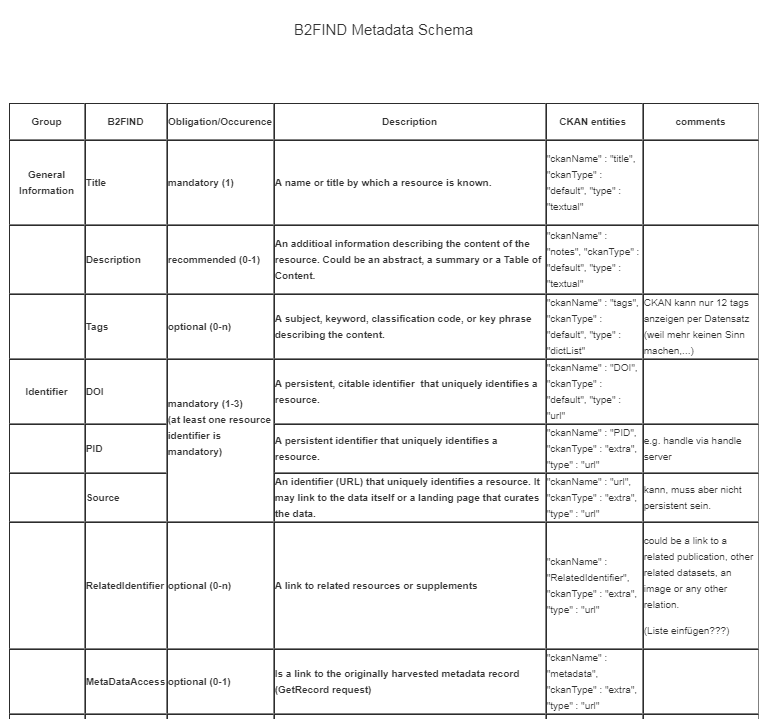 B2FIND Metadata Schema
Group
B2FIND
Obligation/Occurence
Description
CKAN entities
comments
General
Information
Title
mandatory (1)
A name or title by which a resource is known.
"ckanName" : "title",
"ckanType" :
"default", "type" :
"textual"
Description
recommended (0-1)
An additioal information describing the content of the
resource. Could be an abstract, a summary or a Table of
Content.
"ckanName" :
"notes", "ckanType" :
"default", "type" :
"textual"
Tags
optional (0-n)
A subject, keyword, classification code, or key phrase
describing the content.
"ckanName" : "tags",
"ckanType" :
"default", "type" :
"dictList"
CKAN kann nur 12 tags
anzeigen per Datensatz
(weil mehr keinen Sinn
machen,...)
Identifier
DOI
mandatory (1-3)
(at least one resource
identifier is
mandatory)
A persistent, citable identifier that uniquely identifies a
resource.
"ckanName" : "DOI",
"ckanType" :
"default", "type" :
"url"
PID
A persistent identifier that uniquely identifies a
resource.
"ckanName" : "PID",
"ckanType" : "extra",
"type" : "url"
e.g. handle via handle
server
Source
An identifier (URL) that uniquely identifies a resource. It
may link to the data itself or a landing page that curates
the data.
"ckanName" : "url",
"ckanType" : "extra",
"type" : "url"
kann, muss aber nicht
persistent sein.
RelatedIdentifier
optional (0-n)
A link to related resources or supplements
"ckanName" :
"RelatedIdentifier",
"ckanType" : "extra",
"type" : "url"
could be a link to a
related publication, other
related datasets, an
image or any other
relation.
(Liste einfügen???)
MetaDataAccess
optional (0-1)
Is a link to the originally harvested metadata record
(GetRecord request)
"ckanName" :
"metadata",
"ckanType" : "extra",
"type" : "url"